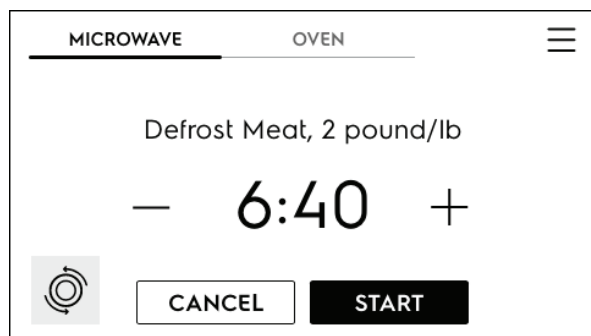 MICROWAVE OVEN
Defrost Meat, 2 pound/lb
— 6:40 +
CANCEL START